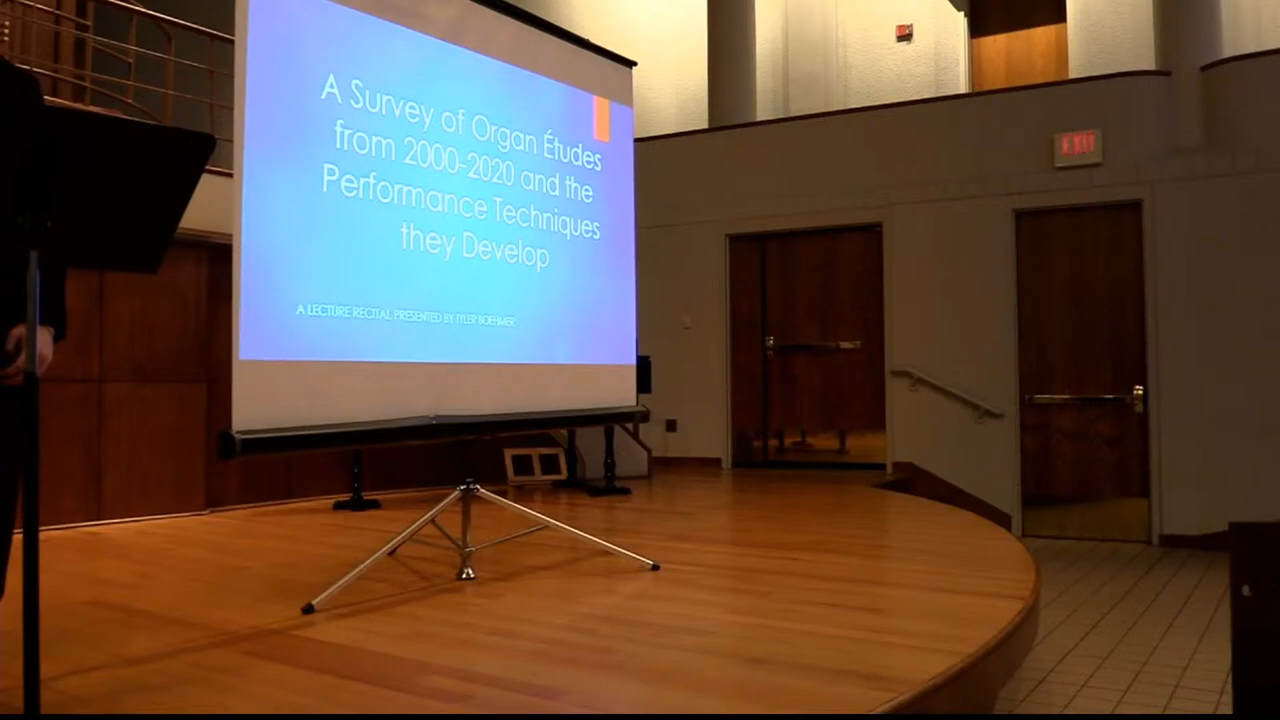 A Survey of Organ Études
from 2000-2020 and the
Performance Techniques
they Develop
A LECTURE RECITAL PRESENTED BY TYLER BOEHMER
EXIT